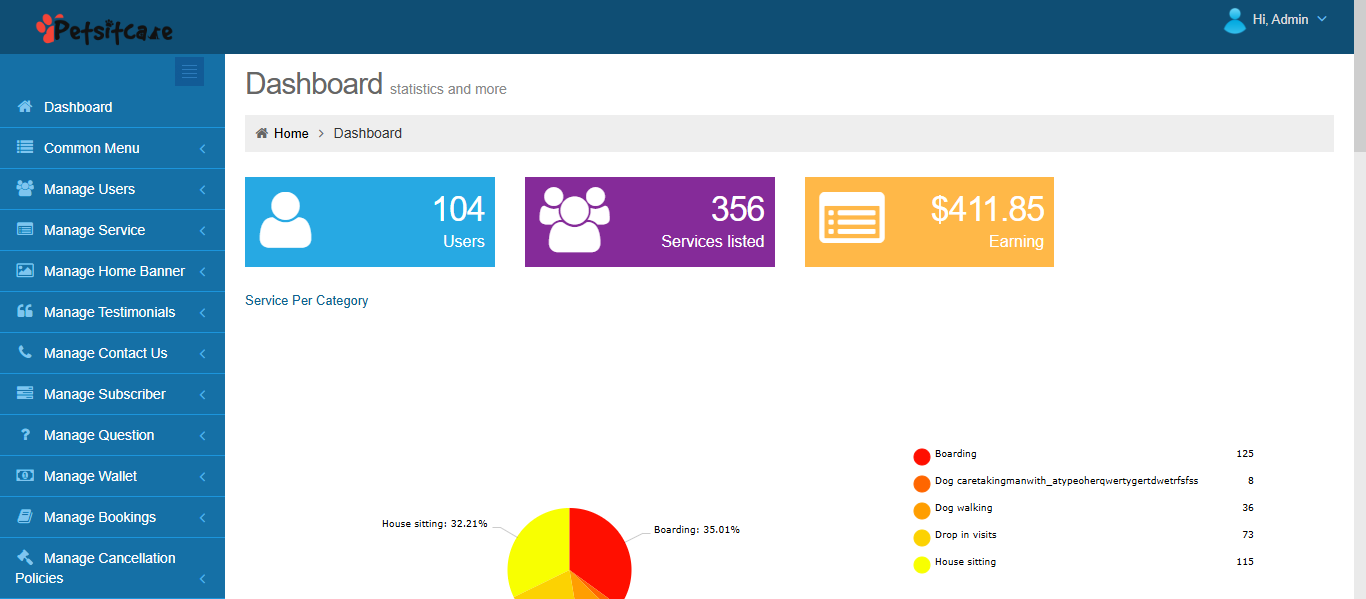 Petsitcare
Hi, Admin
Dashboard
Common Menu
Manage Users
Manage Service
Manage Home Banner
Manage Testimonials
Manage Contact Us
Manage Subscriber
Manage Question
Manage Wallet
Manage Bookings
Manage Cancellation
Policies
Dashboard statistics and more
Home > Dashboard
104
Users
356
Services listed
$411.85
Earning
Service Per Category
House sitting: 32.21%
Boarding: 35.01%
Boarding 125
Dog caretakingmanwith_atypeoherqwertygertdwetrfsfss 8
Dog walking 36
Drop in visits 73
House sitting 115